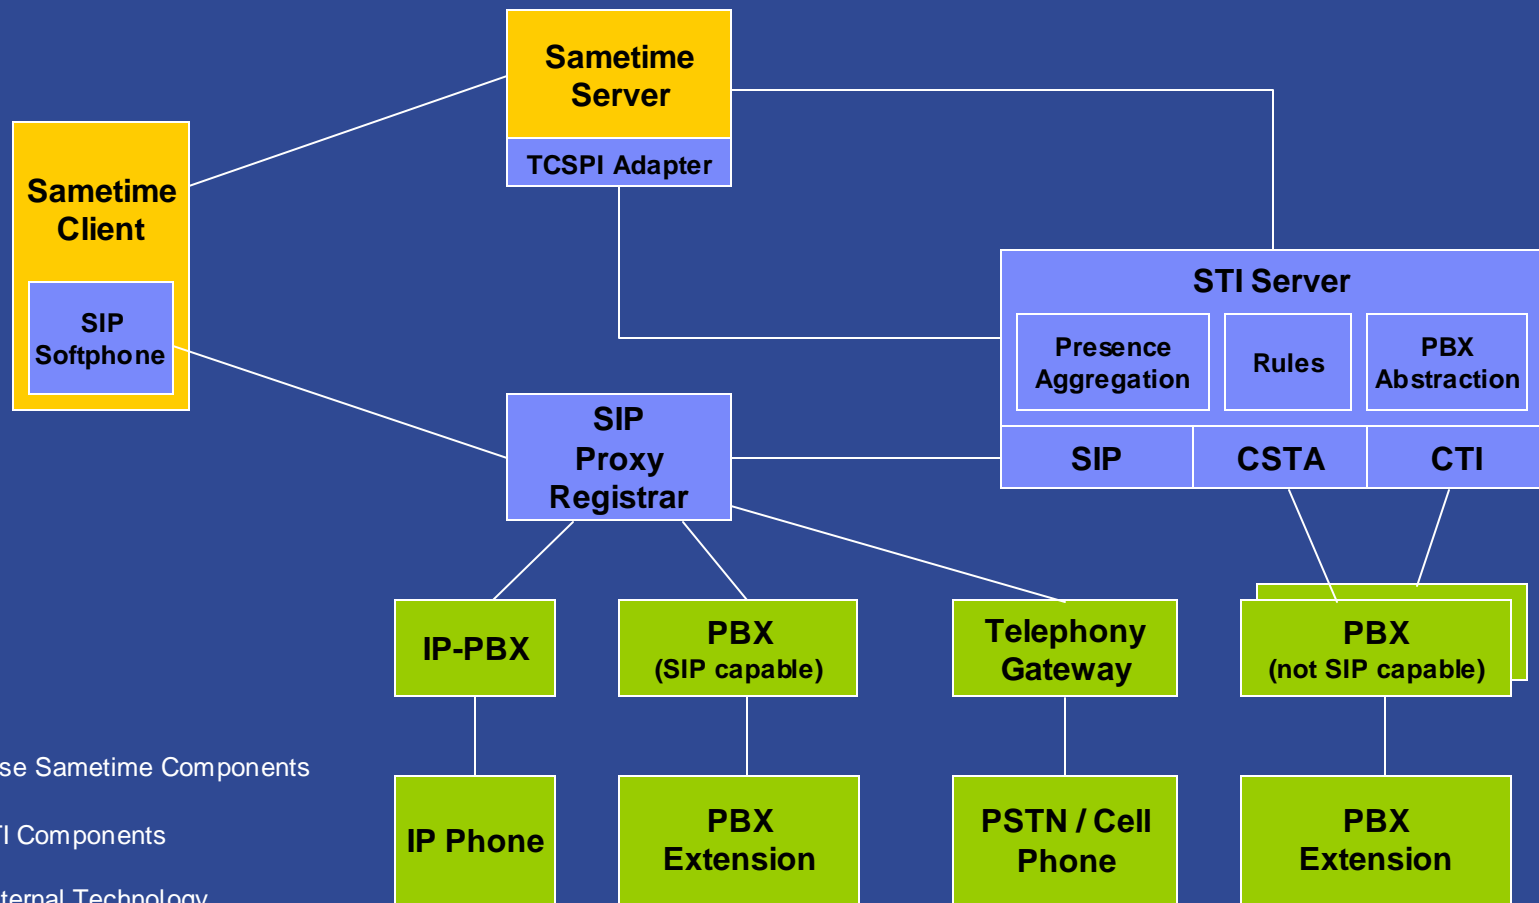 Sametime
Server
TCSPI Adapter
Sametime
Client
SIP
Softphone
STI Server
Presence
Aggregation
Rules
PBX
Abstraction
SIP
CSTA
CTI
SIP
Proxy
Registrar
IP-PBX
PBX
(SIP capable)
Telephony
Gateway
PBX
(not SIP capable)
IP Phone
PBX
Extension
PSTN / Cell
Phone
PBX
Extension
Sametime Components
Components
Technology